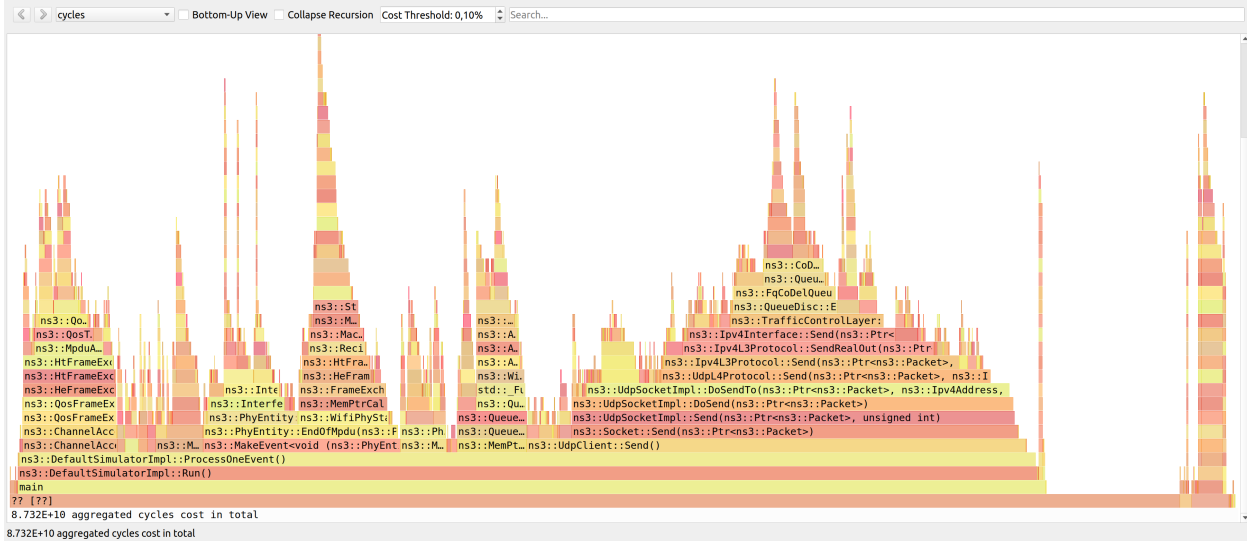 cycles Bottom-Up View Collapse Recursion Cost Threshold: 0,10% Search...
ns3::CoD…
ns3::Queu…
ns3::FqCoDelQueu
ns3::St ns3::QueueDisc::E
ns3::Qo… ns3::M… ns3::… ns3::TrafficControlLayer:
ns3::QosT. ns3::Mac… ns3::A… ns3::Ipv4Interface::Send(Ptr<
ns3::MpduA… ns3::Reci ns3::A… ns3::Ipv4L3Protocol::SendRealOut(ns3::Ptr
ns3::HtFrameExc ns3::HtFra… ns3::A… ns3::Ipv4L3Protocol::Send(ns3::Ptr<ns3::Packet>,
ns3::HtFrameExc ns3::HeFram ns3::Wi… ns3::UdpL4Protocol::Send(ns3::Ptr<ns3::Packet>, ns3::I
ns3::HeFrameExc ns3::Inte ns3::FrameExch std::_Fu ns3::UdpSocketImpl::DoSendTo(ns3::Ptr<ns3::Packet>, ns3::Ipv4Address,
ns3::QosFrameEx ns3::Interfe ns3::MemPtrCal ns3::Qu… ns3::UdpSocketImpl::DoSend(ns3::Ptr<ns3::Packet>)
ns3::QosFrameEx ns3::PhyEntity ns3::WifiPhySta ns3::Queue… ns3::UdpSocketImpl::Send(ns3::Ptr<ns3::Packet>, unsigned int)
ns3::ChannelAcc ns3::PhyEntity::EndOfMpdu(ns3::F ns3::Ph. ns3::Queue… ns3::Socket::Send(ns3::Ptr<ns3::Packet>)
ns3::ChannelAcc ns3::M… ns3::MakeEvent<void (ns3::PhyEnt ns3::M… ns3::MemPt… ns3::UdpClient::Send()
ns3::DefaultSimulatorImpl::ProcessOneEvent()
ns3::DefaultSimulatorImpl::Run()
main
?? [??]
8.732E+10 aggregated cycles cost in total
8.732E+10 aggregated cycles cost in total